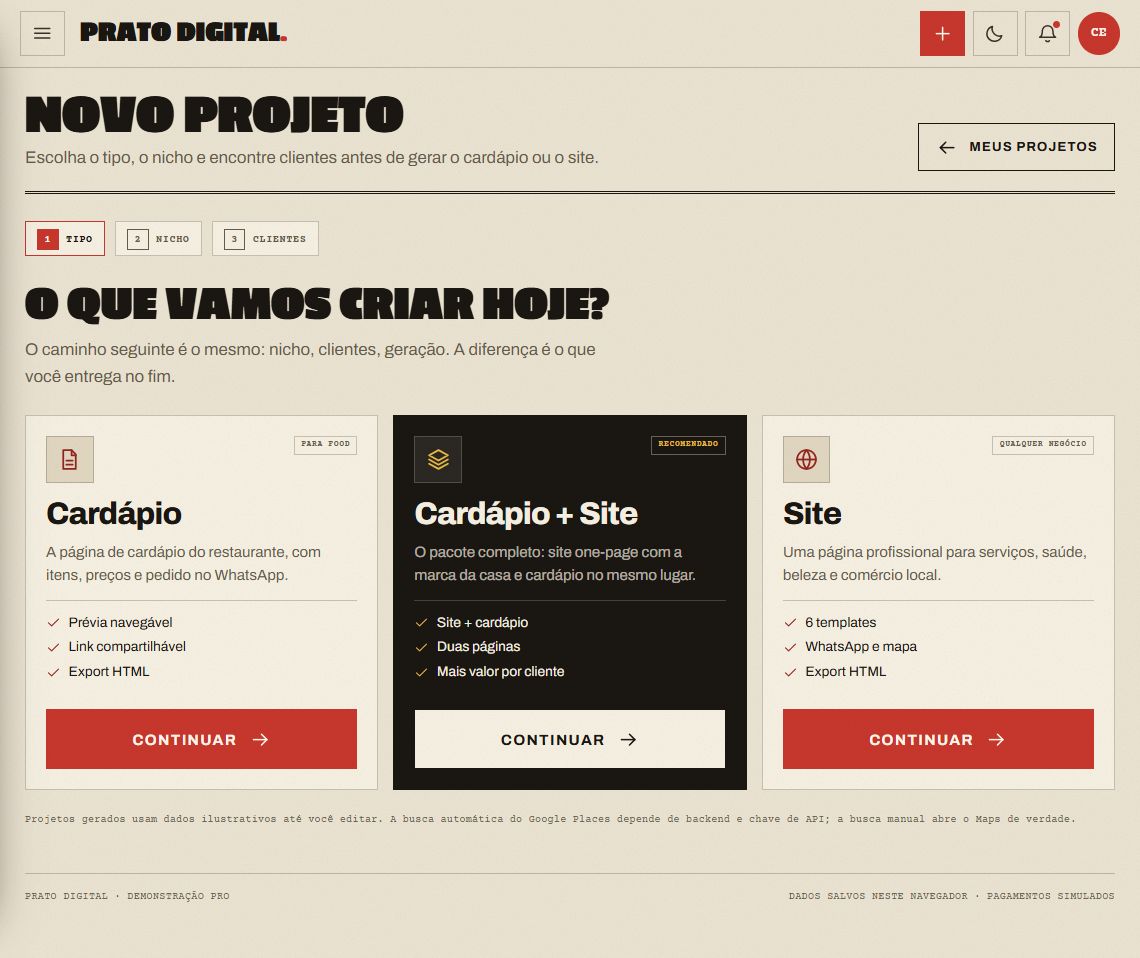 PRATO DIGITAL.
CE
NOVO PROJETO
Escolha o tipo, o nicho e encontre clientes antes de gerar o cardápio ou o site.
MEUS PROJETOS
1 TIPO
2 NICHO
3 CLIENTES
O QUE VAMOS CRIAR HOJE?
O caminho seguinte é o mesmo: nicho, clientes, geração. A diferença é o que
você entrega no fim.
PARA FOOD
Cardápio
A página de cardápio do restaurante, com
itens, preços e pedido no WhatsApp.
Prévia navegável
Link compartilhável
Export HTML
CONTINUAR
RECOMENDADO
Cardápio + Site
O pacote completo: site one-page com a
marca da casa e cardápio no mesmo lugar.
Site + cardápio
Duas páginas
Mais valor por cliente
CONTINUAR
QUALQUER NEGÓCIO
Site
Uma página profissional para serviços, saúde,
beleza e comércio local.
6 templates
WhatsApp e mapa
Export HTML
CONTINUAR
Projetos gerados usam dados ilustrativos até você editar. A busca automática do Google Places depende de backend e chave de API; a busca manual abre o Maps de verdade.
PRATO DIGITAL · DEMONSTRAÇÃO PRO
DADOS SALVOS NESTE NAVEGADOR · PAGAMENTOS SIMULADOS